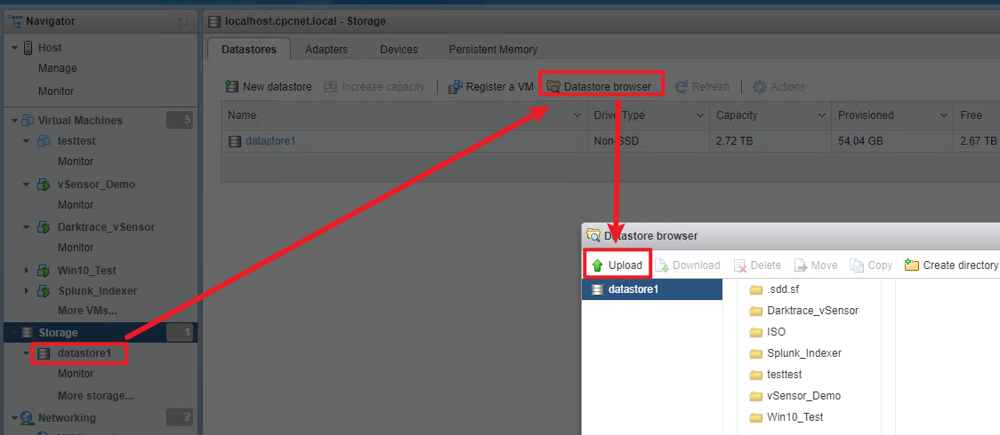 Navigator
Host
Manage
Monitor
Virtual Machines 5
testtest
Monitor
vSensor_Demo
Monitor
Darktrace_vSensor
Monitor
Win10_Test
Splunk_Indexer
More VMs...
Storage 1
datastore1
Monitor
More storage...
Networking 2
localhost.cpcnet.local - Storage
Datastores Adapters Devices Persistent Memory
New datastore Increase capacity Register a VM Datastore browser Refresh Actions
Name Drive Type Capacity Provisioned Free
datastore1 Non-SSD 2.72 TB 54.04 GB 2.67 TB
Datastore browser
Upload Download Delete Move Copy Create directory
datastore1
.sdd.sf
Darktrace_vSensor
ISO
Splunk_Indexer
testtest
vSensor_Demo
Win10_Test